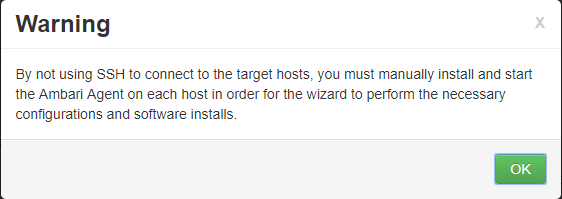 Warning
x
By not using SSH to connect to the target hosts, you must manually install and start
the Ambari Agent on each host in order for the wizard to perform the necessary
configurations and software installs.
OK